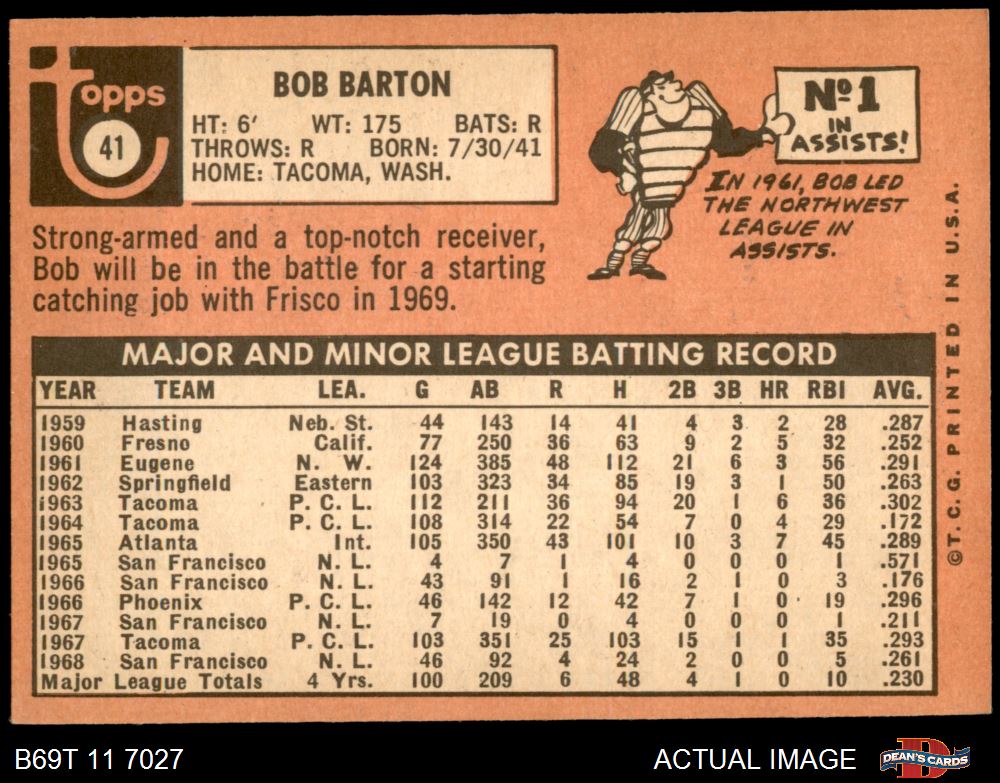 topps
41
BOB BARTON
HT: 6' WT: 175 BATS: R
THROWS: R BORN: 7/30/41
HOME: TACOMA, WASH.
Strong-armed and a top-notch receiver,
Bob will be in the battle for a starting
catching job with Frisco in 1969.
No 1
IN
ASSISTS!
IN 1961, BOB LED
THE NORTHWEST
LEAGUE IN
ASSISTS.
MAJOR AND MINOR LEAGUE BATTING RECORD
YEAR TEAM LEA. G AB R H 2B 3B HR RBI AVG.
1959 Hasting Neb. St. 44 143 14 41 4 3 2 28 .287
1960 Fresno Calif. 77 250 36 63 9 2 5 32 .252
1961 Eugene N. W. 124 385 48 112 21 6 3 56 .291
1962 Springfield Eastern 103 323 34 85 19 3 1 50 .263
1963 Tacoma P. C. L. 112 211 36 94 20 1 6 36 .302
1964 Tacoma P. C. L. 108 314 22 54 7 0 4 29 .172
1965 Atlanta Int. 105 350 43 101 10 3 7 45 .289
1965 San Francisco N. L. 4 7 1 4 0 0 0 1 .571
1966 San Francisco N. L. 43 91 1 16 2 1 0 3 .176
1966 Phoenix P. C. L. 46 142 12 42 7 1 0 19 .296
1967 San Francisco N. L. 7 19 0 4 0 0 0 1 .211
1967 Tacoma P. C. L. 103 351 25 103 15 1 1 35 .293
1968 San Francisco N. L. 46 92 4 24 2 0 0 5 .261
Major League Totals 4 Yrs. 100 209 6 48 4 1 0 10 .230
©T.C.G. PRINTED IN U.S.A.
B69T 11 7027
ACTUAL IMAGE
DEAN'S CARDS